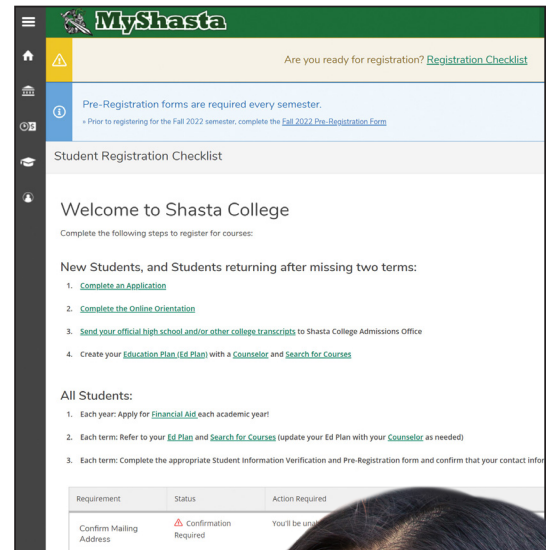 MyShasta
Are you ready for registration? Registration Checklist
Pre-Registration forms are required every semester.
• Prior to registering for the Fall 2022 semester, complete the Fall 2022 Pre-Registration Form
Student Registration Checklist
Welcome to Shasta College
Complete the following steps to register for courses:
New Students, and Students returning after missing two terms:
1. Complete an Application
2. Complete the Online Orientation
3. Send your official high school and/or other college transcripts to Shasta College Admissions Office
4. Create your Education Plan (Ed Plan) with a Counselor and Search for Courses
All Students:
1. Each year: Apply for Financial Aid each academic year!
2. Each term: Refer to your Ed Plan and Search for Courses (update your Ed Plan with your Counselor as needed)
3. Each term: Complete the appropriate Student Information Verification and Pre-Registration form and confirm that your contact
Requirement Status Action Required
Confirm Mailing Address
Confirmation Required
You'll be